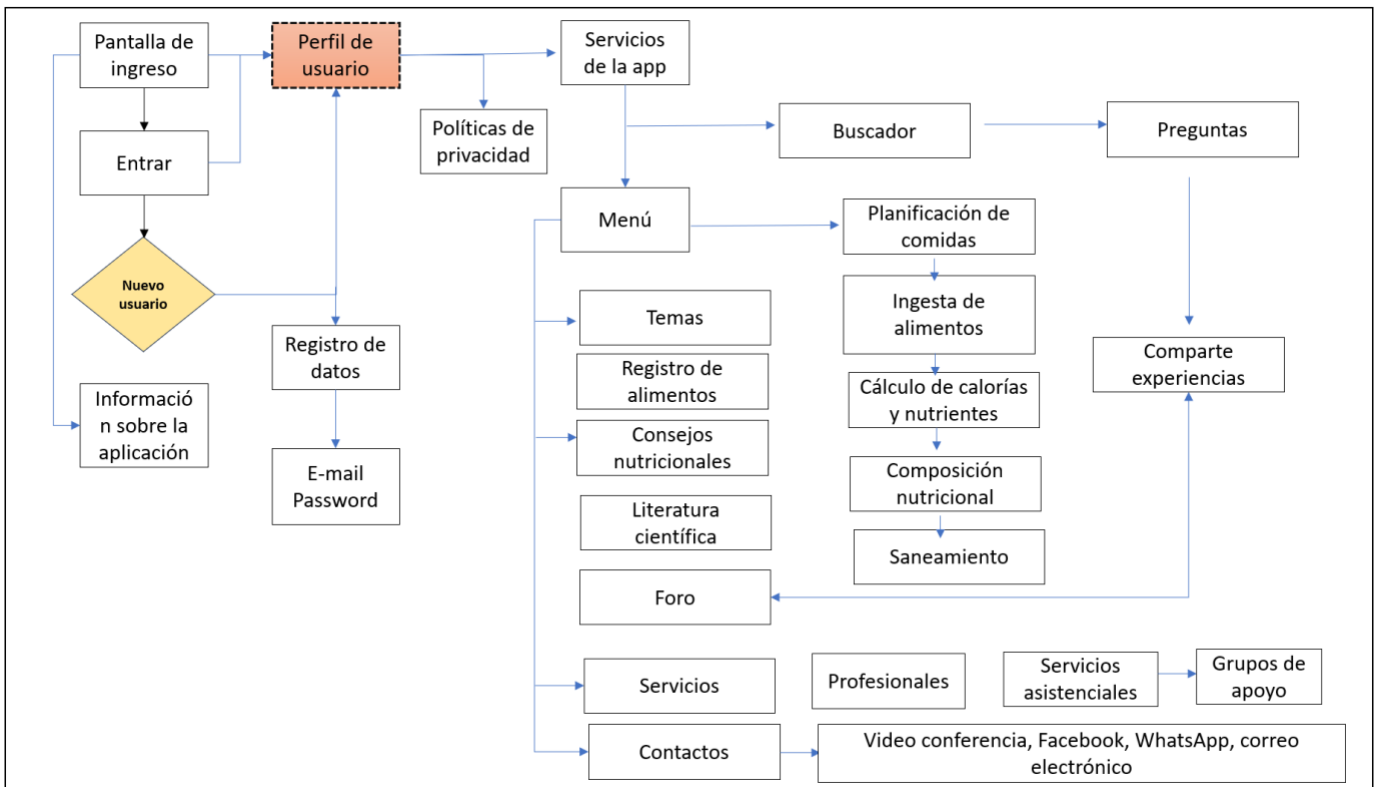 Pantalla de
ingreso
Perfil de
usuario
Servicios
de la app
Políticas de
privacidad
Buscador
Preguntas
Entrar
Menú
Planificación de
comidas
Nuevo
usuario
Temas
Ingesta de
alimentos
Registro de
datos
Comparte
experiencias
Registro de
alimentos
Cálculo de calorías
y nutrientes
Informació
n sobre la
aplicación
Consejos
nutricionales
E-mail
Password
Composición
nutricional
Literatura
científica
Saneamiento
Foro
Servicios
Profesionales
Servicios
asistenciales
Grupos de
apoyo
Contactos
Video conferencia, Facebook, WhatsApp, correo
electrónico